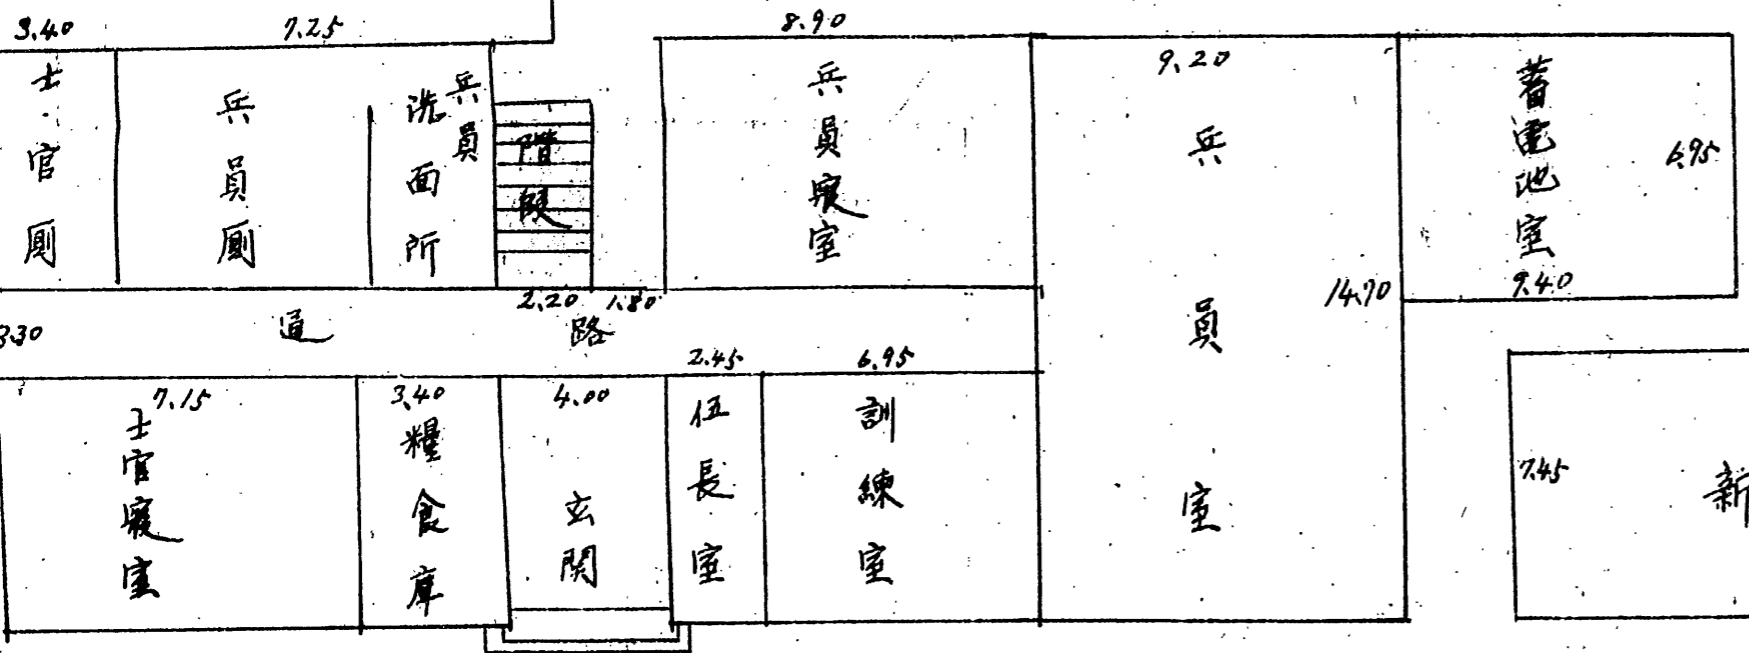 3.40
士官厠
7.25
兵員厠
兵員
洗面所
階段
8.90
兵員寢室
9.20
兵員室
14.70
蓄電池室
6.95
9.40
2.20
1.80
3.30
道路
2.45
6.95
7.15
士官寢室
3.40
糧食庫
4.00
玄関
伍長室
訓練室
7.45
新